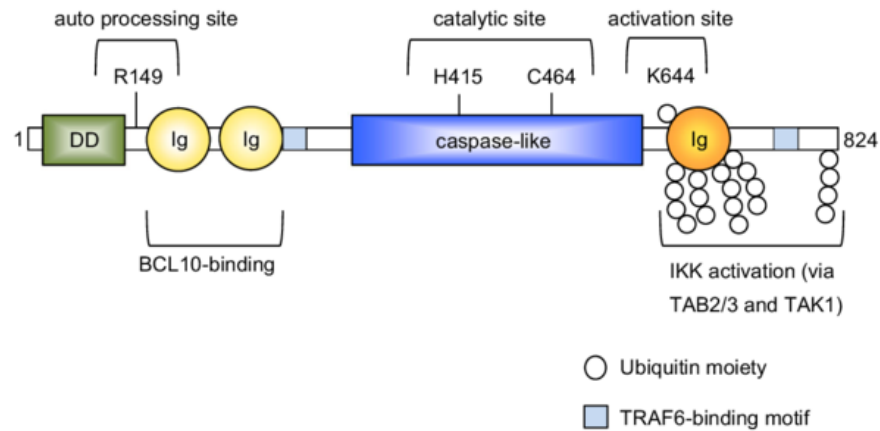 auto processing site
catalytic site
activation site
R149
H415
C464
K644
1
DD
Ig
Ig
caspase-like
Ig
824
BCL10-binding
IKK activation (via
TAB2/3 and TAK1)
Ubiquitin moiety
TRAF6-binding motif